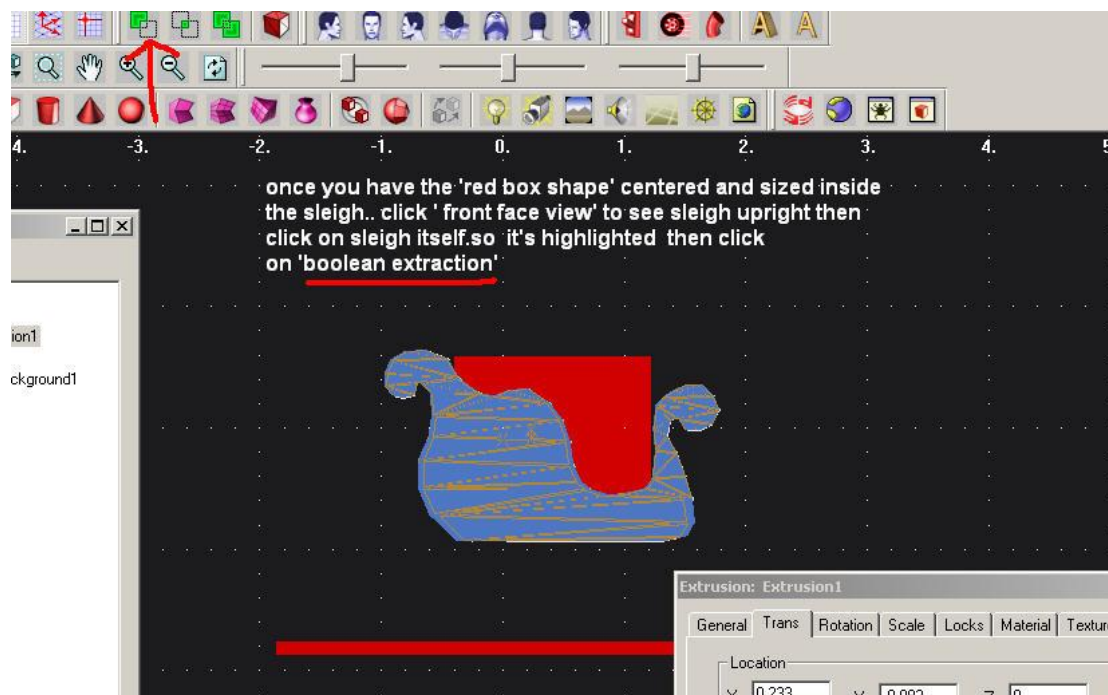 4. -3. -2. -1. 0. 1. 2. 3. 4. 5
once you have the 'red box shape' centered and sized inside
the sleigh.. click ' front face view' to see sleigh upright then
click on sleigh itself.so it's highlighted then click
on 'boolean extraction'
ion1
ckground1
Extrusion: Extrusion1
General Trans Rotation Scale Locks Material Textur
Location
0.233